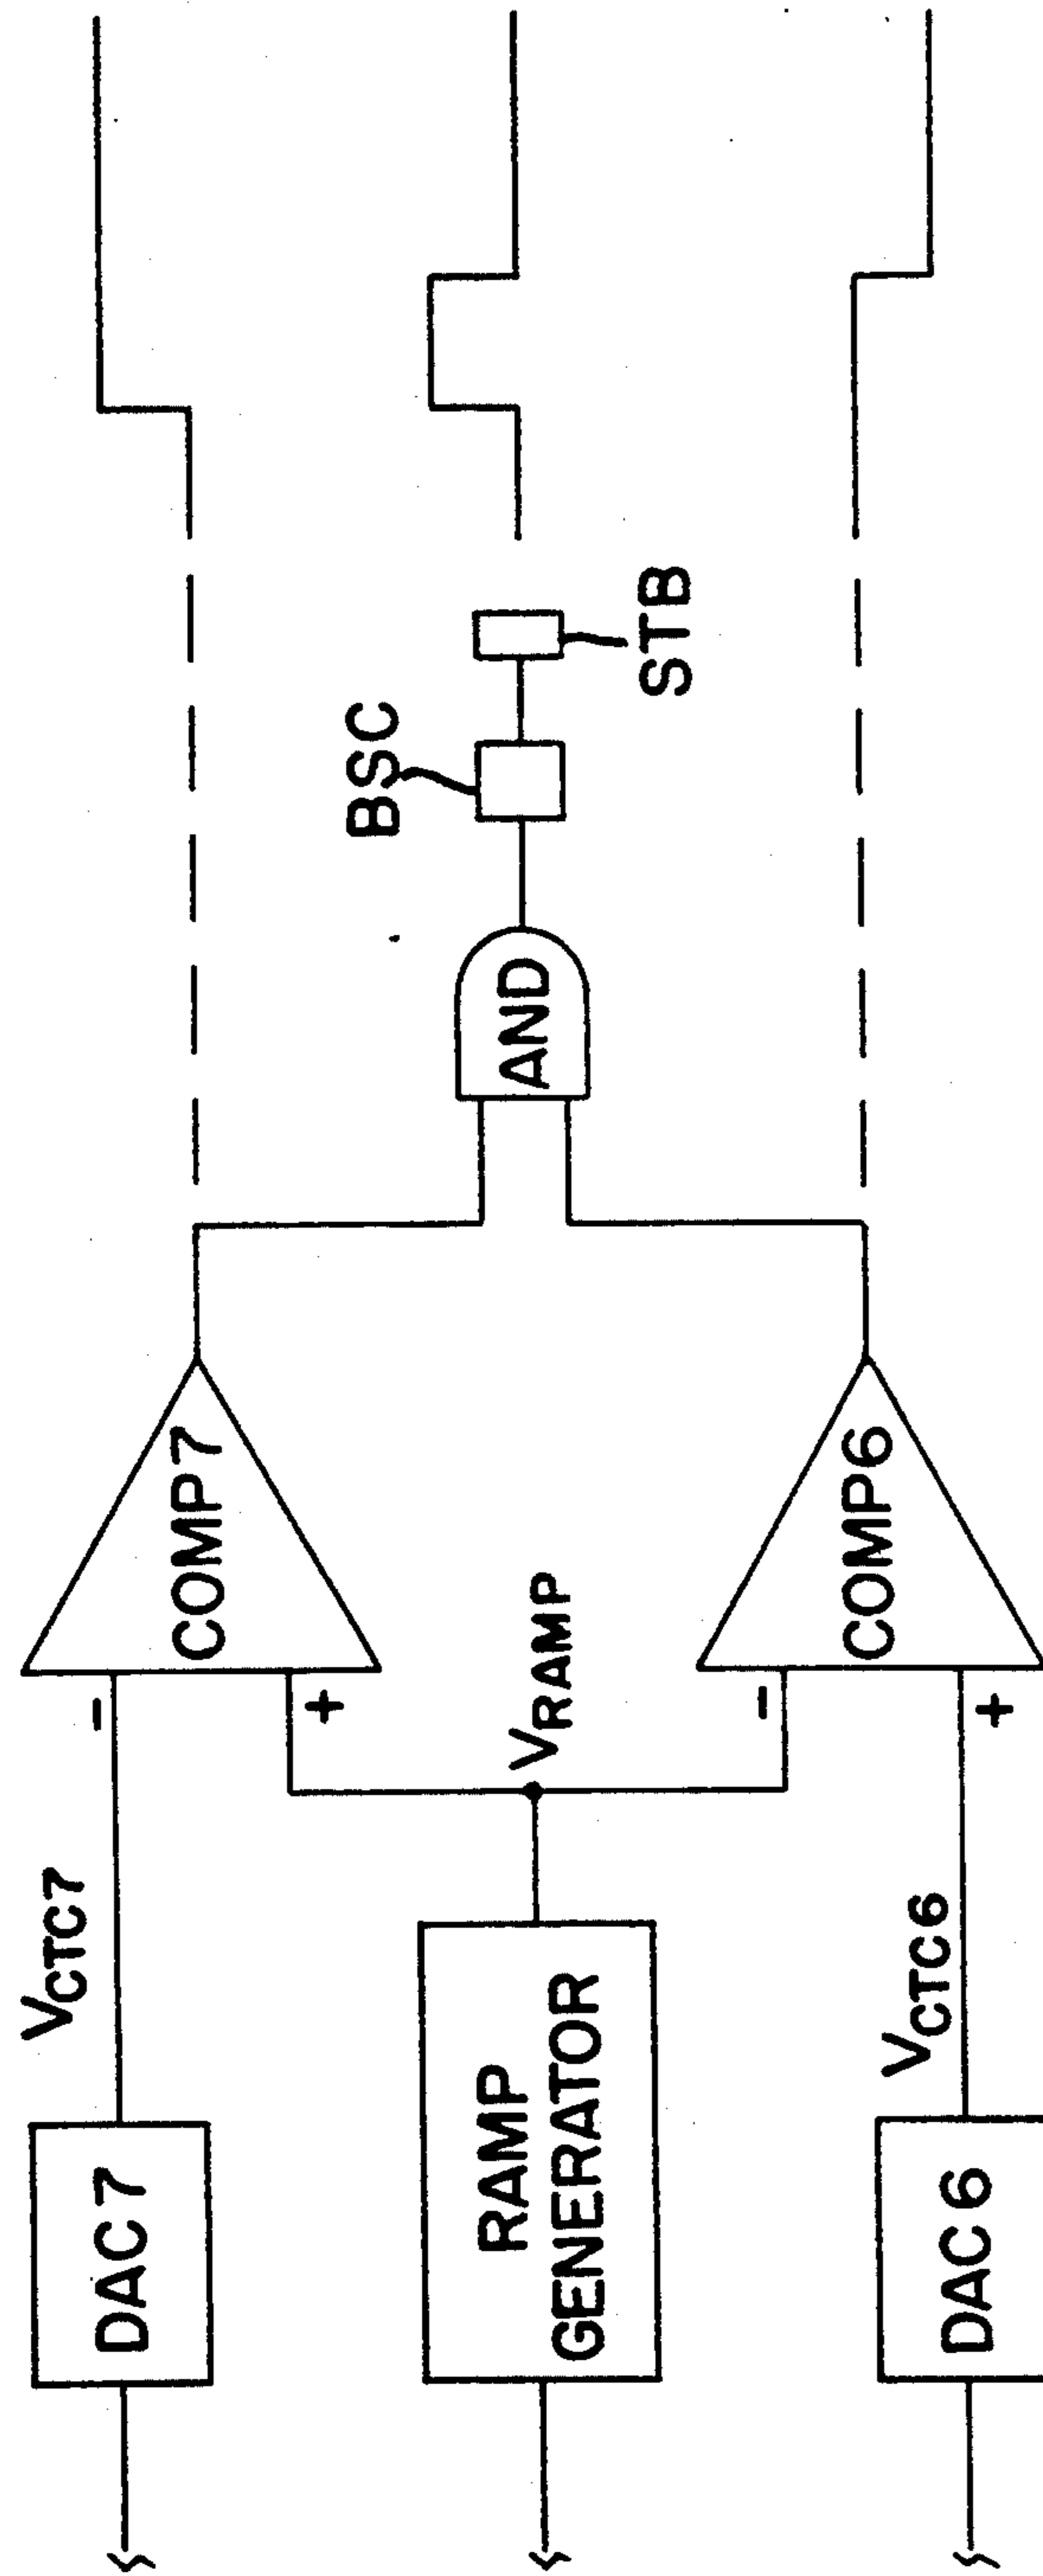 DAC 7
VCTC7
-
+
COMP7
RAMP
GENERATOR
VRAMP
DAC 6
VCTC6
-
+
COMP6
AND
BSC
STB